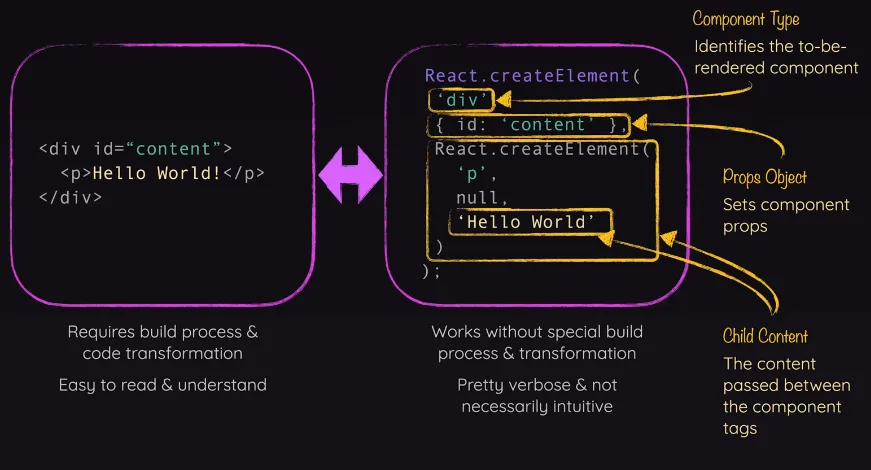 <div id=“content”>
<p>Hello World!</p>
</div>
Requires build process &
code transformation
Easy to read & understand
React.createElement(
‘div’
{ id: ‘content’ },
React.createElement(
‘p’,
null,
‘Hello World’
)
);
Works without special build
process & transformation
Pretty verbose & not
necessarily intuitive
Component Type
Identifies the to-be-
rendered component
Props Object
Sets component
props
Child Content
The content
passed between
the component
tags